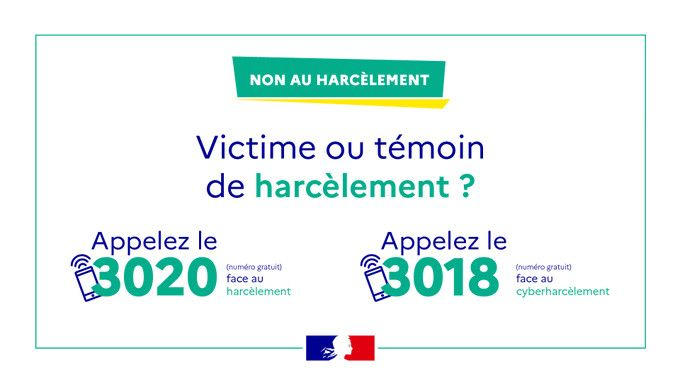 NON AU HARCÈLEMENT
Victime ou témoin
de harcèlement ?
Appelez le
3020
(numéro gratuit)
face au
harcèlement
Appelez le
3018
(numéro gratuit)
face au
cyberharcèlement